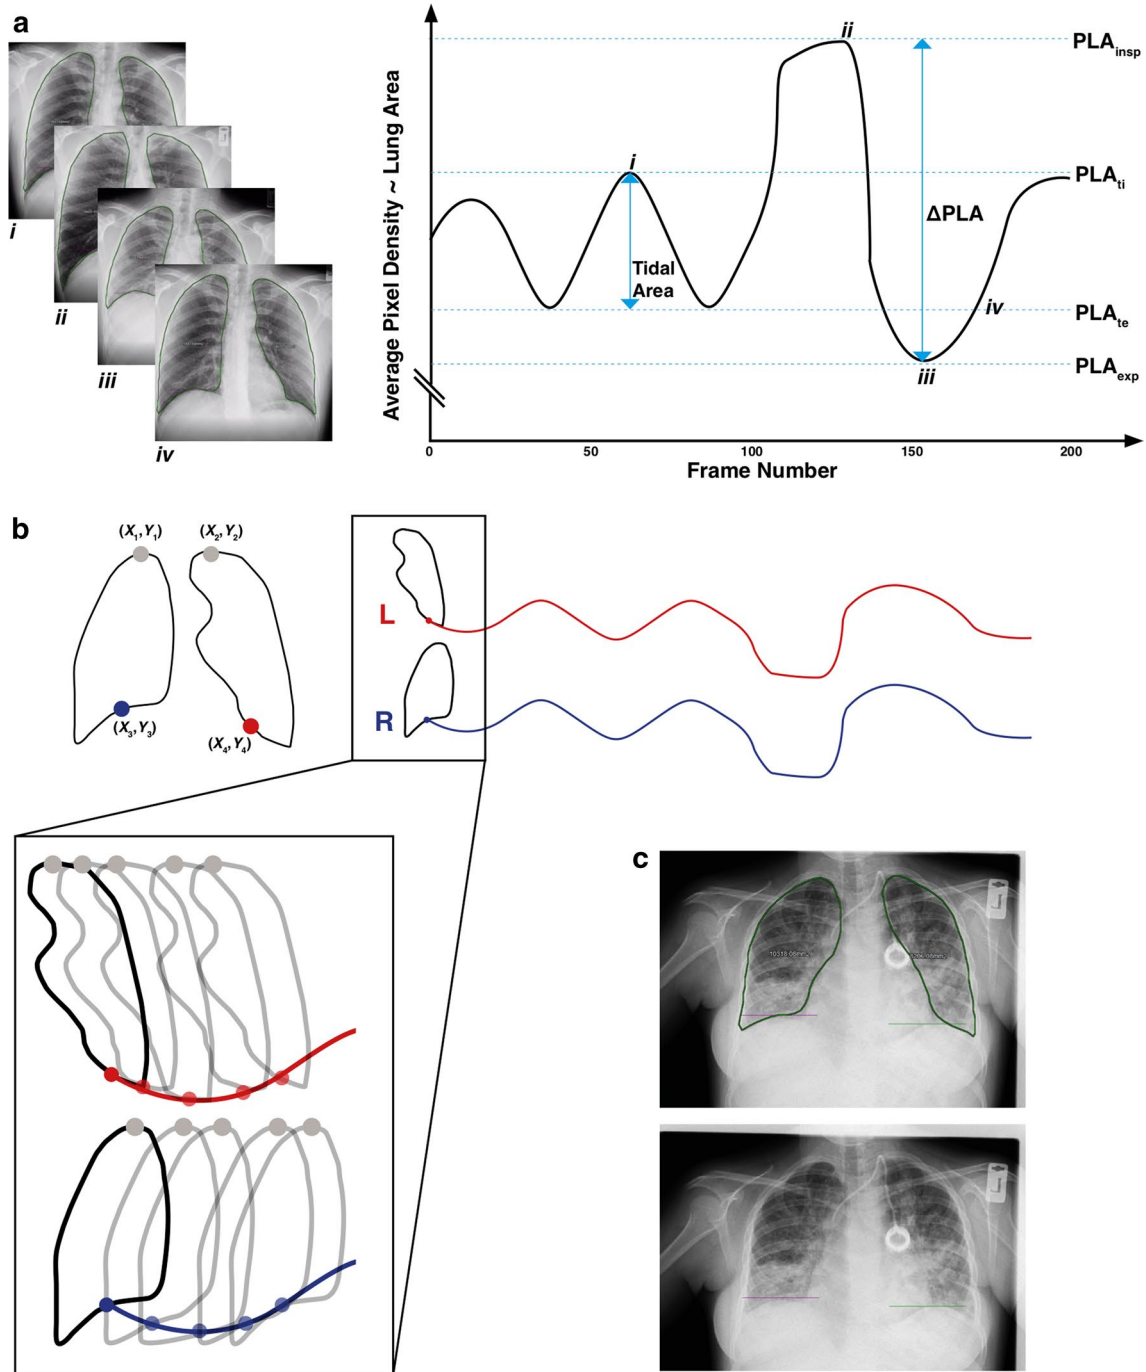 a
i
ii
iii
iv
Average Pixel Density ~ Lung Area
ii
i
Tidal
Area
ΔPLA
iv
iii
PLAinsp
PLAti
PLAte
PLAexp
0 50 100 150 200
Frame Number
b
(X1,Y1) (X2,Y2)
(X3,Y3) (X4,Y4)
L
R
c
L
L